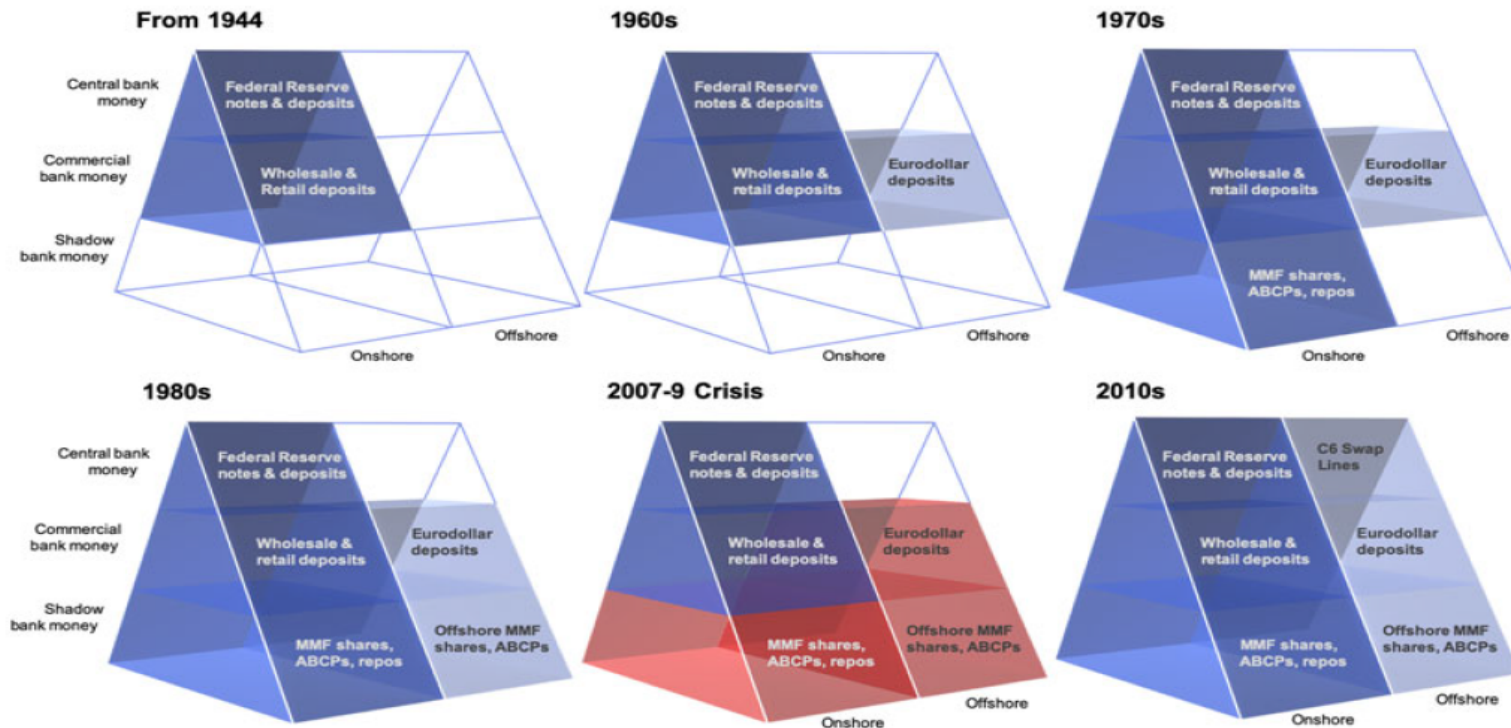 From 1944
Central bank
money
Commercial
bank money
Shadow
bank money
Federal Reserve
notes & deposits
Wholesale &
Retail deposits
Onshore
Offshore
1960s
Federal Reserve
notes & deposits
Wholesale &
retail deposits
Eurodollar
deposits
Onshore
Offshore
1970s
Federal Reserve
notes & deposits
Wholesale &
retail deposits
Eurodollar
deposits
MMF shares,
ABCPs, repos
Onshore
Offshore
1980s
Central bank
money
Commercial
bank money
Shadow
bank money
Federal Reserve
notes & deposits
Wholesale &
retail deposits
Eurodollar
deposits
MMF shares,
ABCPs, repos
Offshore MMF
shares, ABCPs
2007-9 Crisis
Federal Reserve
notes & deposits
Wholesale &
retail deposits
Eurodollar
deposits
MMF shares,
ABCPs, repos
Offshore MMF
shares, ABCPs
Onshore
Offshore
2010s
Federal Reserve
notes & deposits
C6 Swap
Lines
Wholesale &
retail deposits
Eurodollar
deposits
MMF shares,
ABCPs, repos
Offshore MMF
shares, ABCPs
Onshore
Offshore